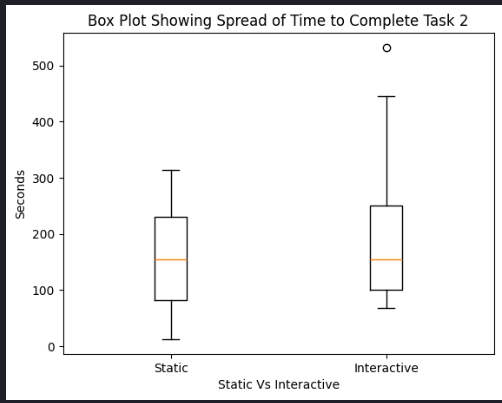 Box Plot Showing Spread of Time to Complete Task 2
500
400
300
200
100
0
Seconds
Static
Interactive
Static Vs Interactive